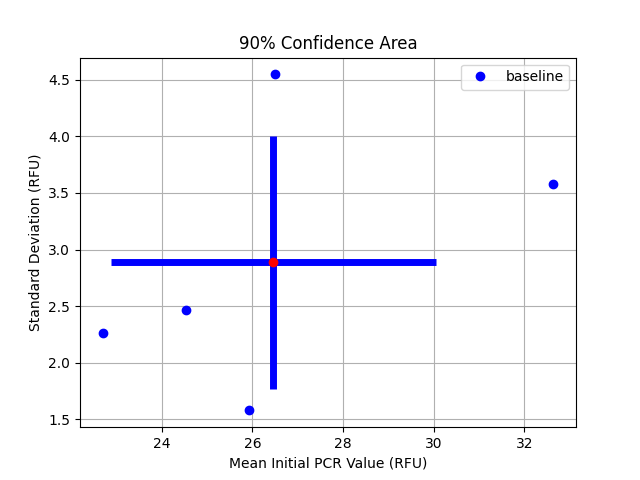 90% Confidence Area
baseline
4.5
4.0
3.5
3.0
2.5
2.0
1.5
Standard Deviation (RFU)
24 26 28 30 32
Mean Initial PCR Value (RFU)